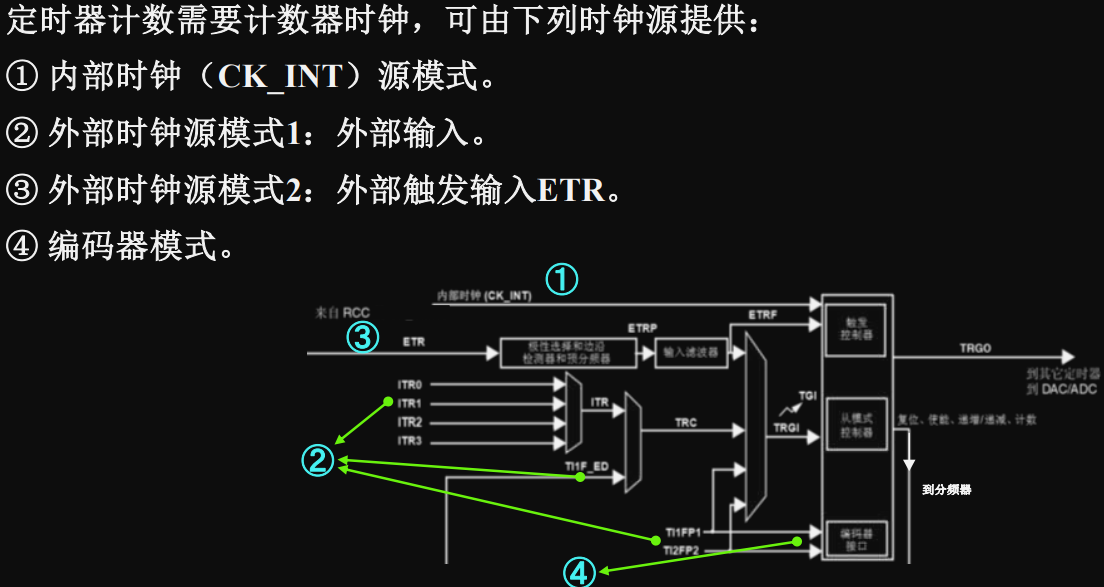 定时器计数需要计数器时钟，可由下列时钟源提供：
① 内部时钟（CK_INT）源模式。
② 外部时钟源模式1：外部输入。
③ 外部时钟源模式2：外部触发输入ETR。
④ 编码器模式。
①
内部时钟 (CK_INT)
来自 RCC
③
ETR
ETRP
ETRF
极性选择和边沿
检测器和预分频器
输入滤波器
触发
控制器
TRGO
到其它定时器
到 DAC/ADC
ITR0
ITR1
ITR2
ITR3
ITR
TRC
TGI
TRGI
从模式
控制器
复位、使能、递增/递减、计数
②
TI1F_ED
到分频器
TI1FP1
TI2FP2
编码器
接口
④